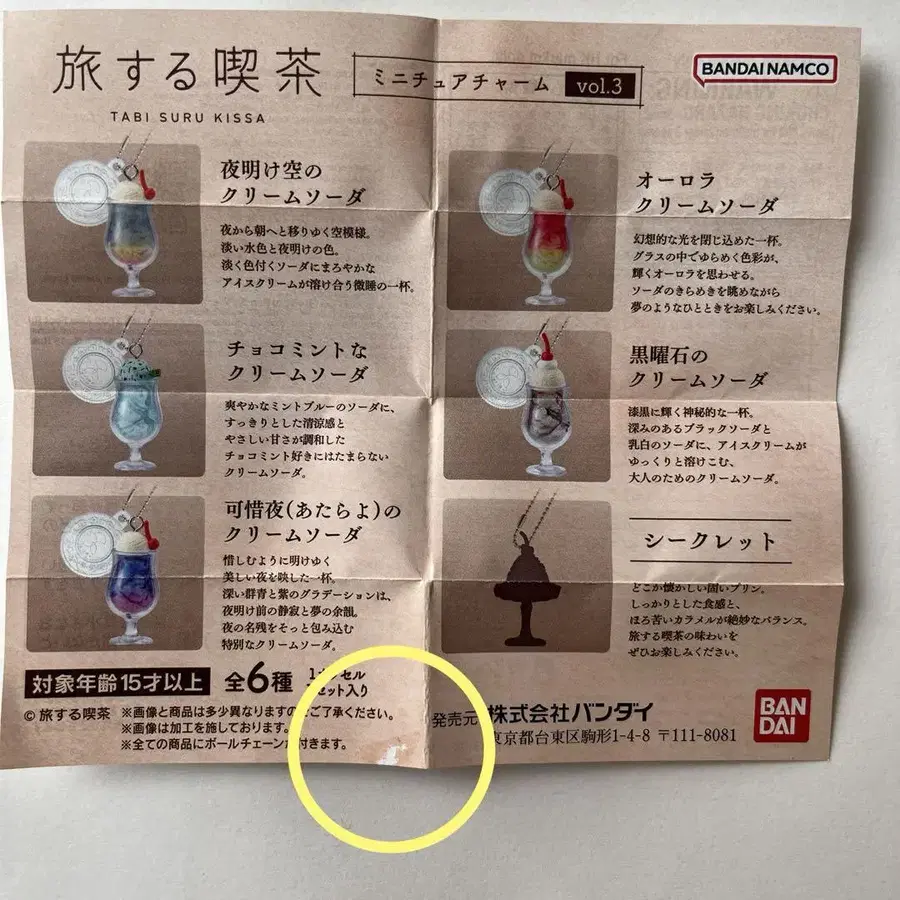 旅する喫茶
TABI SURU KISSA
ミニチュアチャーム vol.3
BANDAI NAMCO
夜明け空の
クリームソーダ
夜から朝へと移りゆく空模様。
淡い水色と夜明けの色。
淡く色付くソーダにまろやかな
アイスクリームが溶け合う微睡の一杯。
チョコミントな
クリームソーダ
爽やかなミントブルーのソーダに、
すっきりとした清涼感と
やさしい甘さが調和した
チョコミント好きにはたまらない
クリームソーダ。
可惜夜(あたらよ)の
クリームソーダ
惜しむように明けゆく
美しい夜を映した一杯。
深い群青と紫のグラデーションは、
夜明け前の静寂と夢の余韻。
夜の名残をそっと包み込む
特別なクリームソーダ。
オーロラ
クリームソーダ
幻想的な光を閉じ込めた一杯。
グラスの中でゆらめく色彩が、
輝くオーロラを思わせる。
ソーダのきらめきを眺めながら
夢のようなひとときをお楽しみください。
黒曜石の
クリームソーダ
漆黒に輝く神秘的な一杯。
深みのあるブラックソーダと
乳白のソーダに、アイスクリームが
ゆっくりと溶けこむ、
大人のためのクリームソーダ。
シークレット
どこか懐かしい固いプリン。
しっかりとした食感と、
ほろ苦いカラメルが絶妙なバランス。
旅する喫茶の味わいを
ぜひお楽しみください。
対象年齢15才以上 全6種
セット入り
© 旅する喫茶
※画像と商品は多少異なりますのでご了承ください。
※画像は加工を施しております。
※全ての商品にボールチェーンが付きます。
発売元 株式会社バンダイ
東京都台東区駒形1-4-8 〒111-8081
BAN
DAI